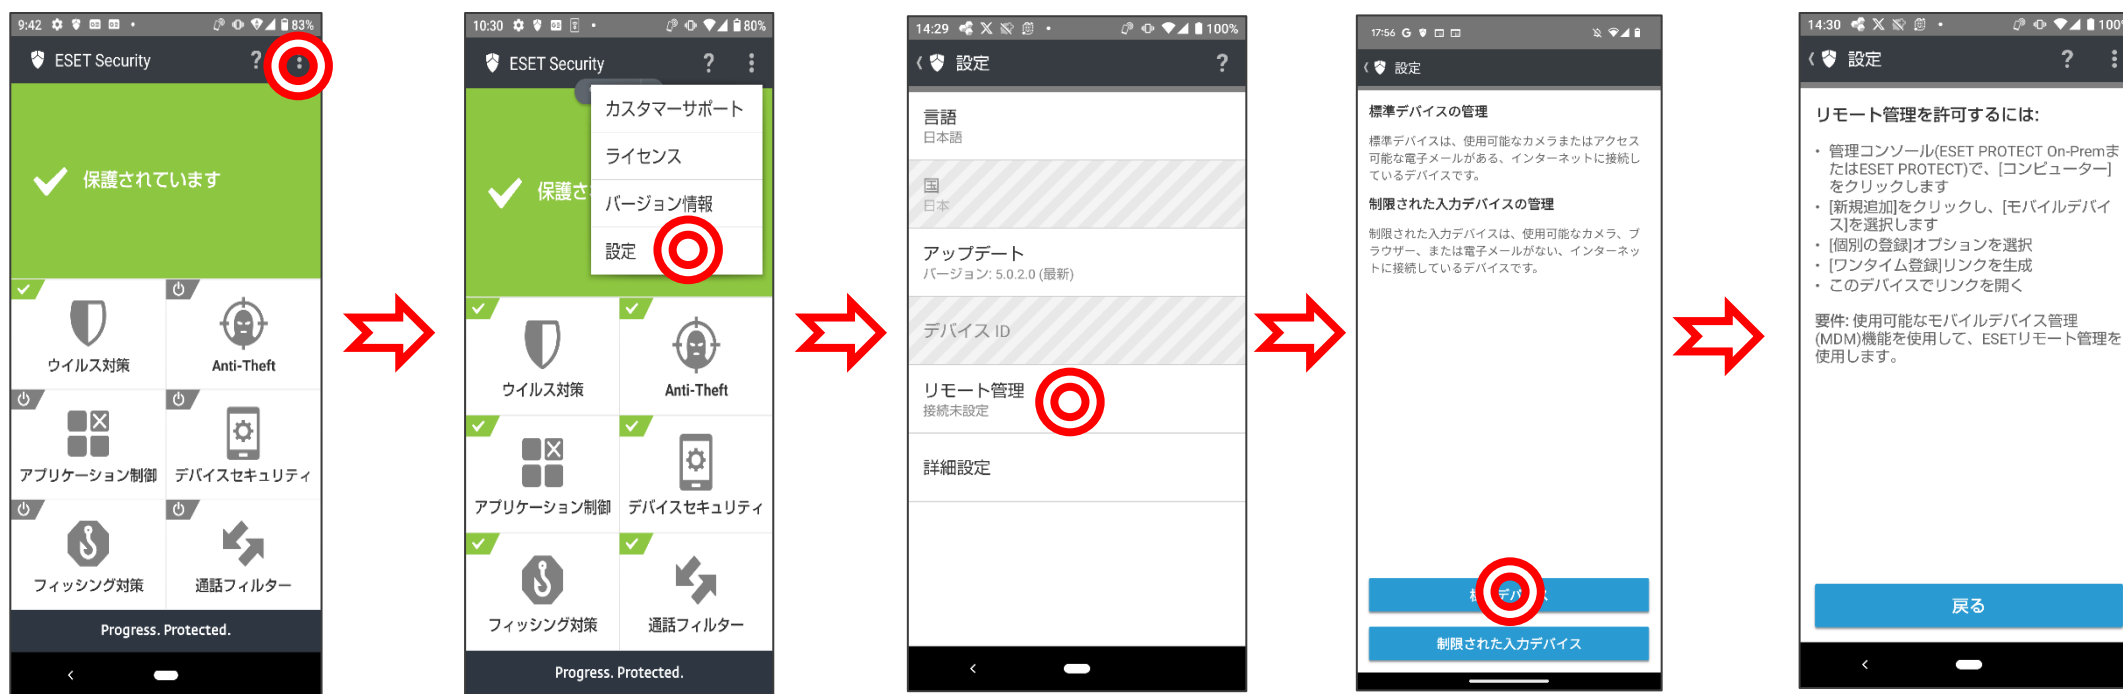 9:42
83%
ESET Security
?
保護されています
ウイルス対策
Anti-Theft
アプリケーション制御
デバイスセキュリティ
フィッシング対策
通話フィルター
Progress. Protected.
10:30
80%
ESET Security
?
カスタマーサポート
ライセンス
バージョン情報
設定
保護さ
ウイルス対策
Anti-Theft
アプリケーション制御
デバイスセキュリティ
フィッシング対策
通話フィルター
Progress. Protected.
14:29
100%
設定
?
言語
日本語
国
日本
アップデート
バージョン: 5.0.2.0 (最新)
デバイス ID
リモート管理
接続未設定
詳細設定
17:56 G
設定
標準デバイスの管理
標準デバイスは、使用可能なカメラまたはアクセス
可能な電子メールがある、インターネットに接続し
ているデバイスです。
制限された入力デバイスの管理
制限された入力デバイスは、使用可能なカメラ、ブ
ラウザー、または電子メールがない、インターネッ
トに接続しているデバイスです。
デバ
制限された入力デバイス
14:30
100%
設定
?
リモート管理を許可するには:
• 管理コンソール(ESET PROTECT On-Premま
たはESET PROTECT)で、[コンピューター]
をクリックします
• [新規追加]をクリックし、[モバイルデバイ
ス]を選択します
• [個別の登録]オプションを選択
• [ワンタイム登録]リンクを生成
• このデバイスでリンクを開く
要件: 使用可能なモバイルデバイス管理
(MDM)機能を使用して、ESETリモート管理を
使用します。
戻る